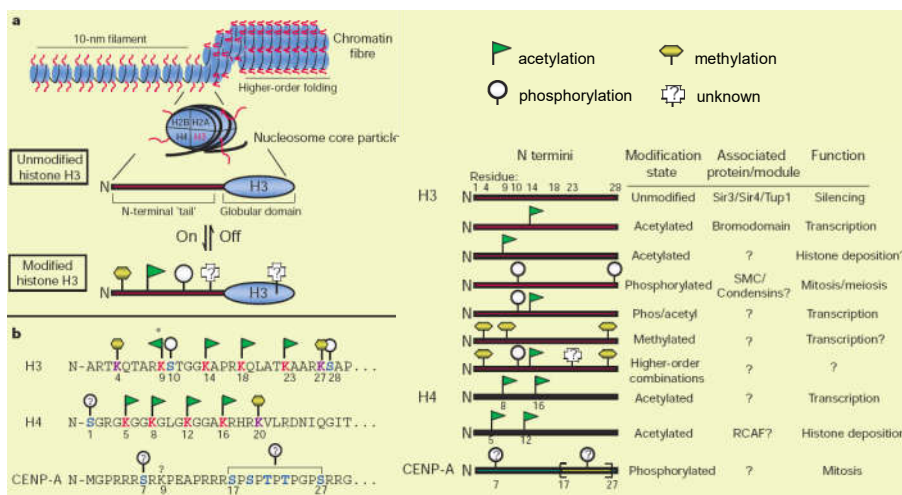 a
10-nm filament
Chromatin
fibre
Higher-order folding
H2B H2A
H4 H3
Nucleosome core particle
Unmodified
histone H3
N
H3
N-terminal 'tail'
Globular domain
On
Off
Modified
histone H3
N
? ?
H3
b
*
H3 N-ARTKQTARKSTGGKAPRKQLATKAARKSAP...
4 9 10 14 18 23 27 28
?
H4 N-SGRGKGGKGLGKGGAKRHRKVLRDNIQGIT...
1 5 8 12 16 20
? ? ?
CENP-A N-MGPRRRSRKPEAPRRRSPSPTPTPGPSRRG...
7 9 17 27
acetylation
methylation
phosphorylation
? unknown
N termini Modification state Associated protein/module Function
Residue:
1 4 9 10 14 18 23 28
H3 N Unmodified Sir3/Sir4/Tup1 Silencing
N Acetylated Bromodomain Transcription
N Acetylated ? Histone deposition?
N Phosphorylated SMC/ Condensins? Mitosis/meiosis
N Phos/acetyl ? Transcription
N Methylated ? Transcription?
?
N Higher-order combinations ? ?
H4 N Acetylated ? Transcription
8 16
N Acetylated RCAF? Histone deposition
5 12
? ?
CENP-A N Phosphorylated ? Mitosis
7 17 27